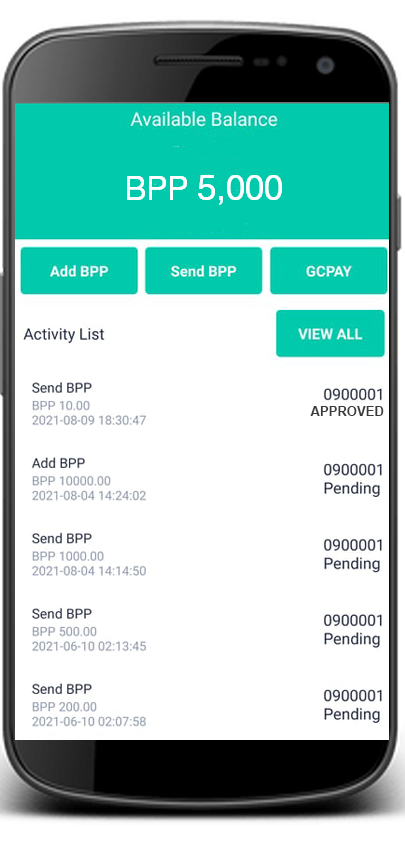 Available Balance
BPP 5,000
Add BPP
Send BPP
GCPAY
Activity List
VIEW ALL
Send BPP
0900001
BPP 10.00
APPROVED
2021-08-09 18:30:47
Add BPP
0900001
BPP 10000.00
Pending
2021-08-04 14:24:02
Send BPP
0900001
BPP 1000.00
Pending
2021-08-04 14:14:50
Send BPP
0900001
BPP 500.00
Pending
2021-06-10 02:13:45
Send BPP
0900001
BPP 200.00
Pending
2021-06-10 02:07:58